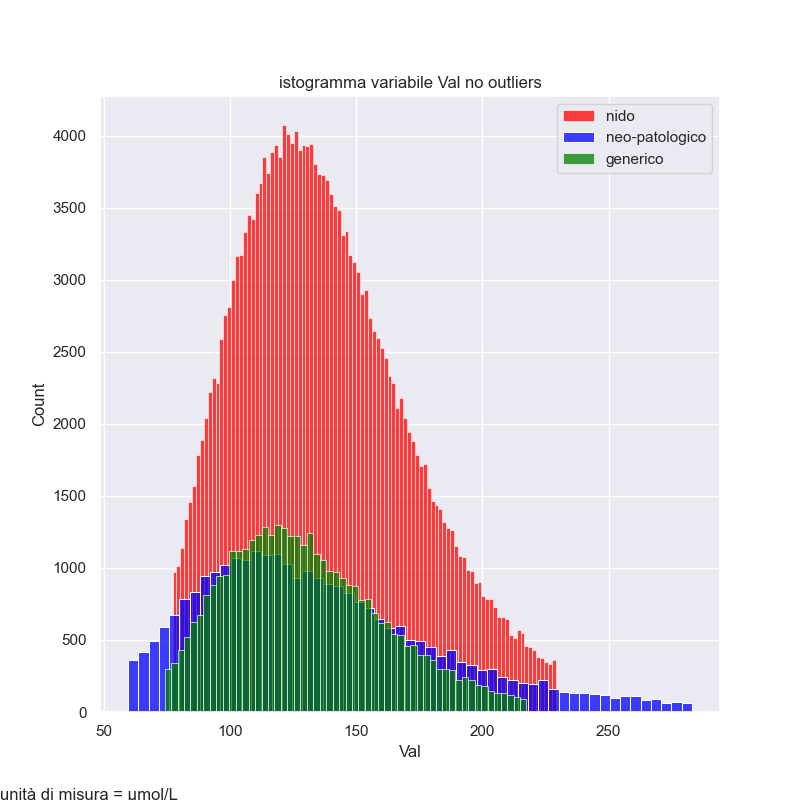 istogramma variabile Val no outliers
nido
neo-patologico
generico
4000
3500
3000
2500
2000
1500
1000
500
0
Count
50
100
150
200
250
Val
unità di misura = μmol/L